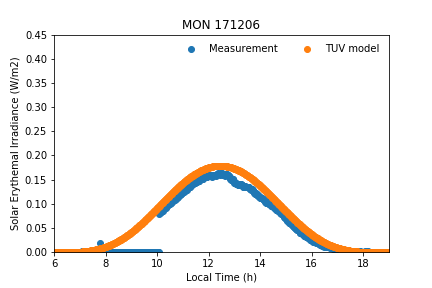 MON 171206
Measurement TUV model
Solar Erythemal Irradiance (W/m2)
0.45
0.40
0.35
0.30
0.25
0.20
0.15
0.10
0.05
0.00
6 8 10 12 14 16 18
Local Time (h)